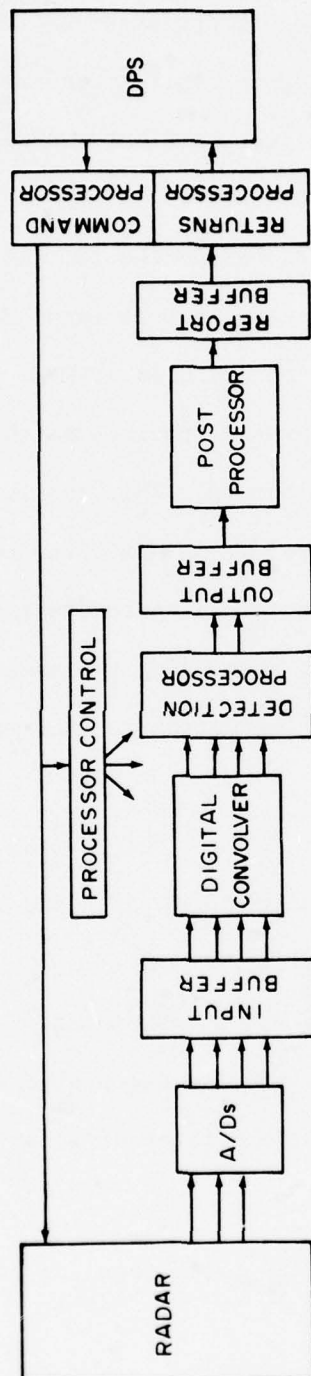 RADAR
A/Ds
INPUT
BUFFER
DIGITAL
CONVOLVER
DETECTION
PROCESSOR
OUTPUT
BUFFER
POST
PROCESSOR
REPORT
BUFFER
RETURNS
PROCESSOR
COMMAND
PROCESSOR
DPS
PROCESSOR CONTROL